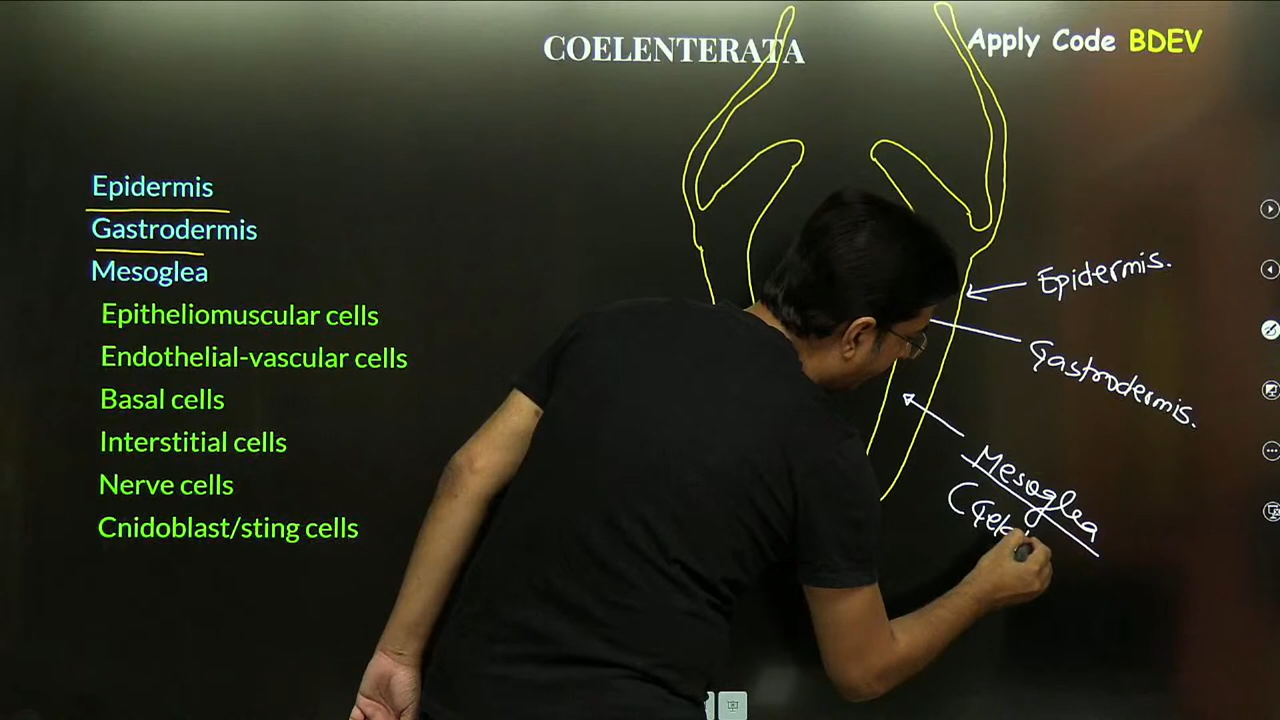 COELENTERATA
Apply Code BDEV
Epidermis
Gastrodermis
Mesoglea
Epitheliomuscular cells
Endothelial-vascular cells
Basal cells
Interstitial cells
Nerve cells
Cnidoblast/sting cells
Epidermis.
Gastrodermis.
Mesoglea